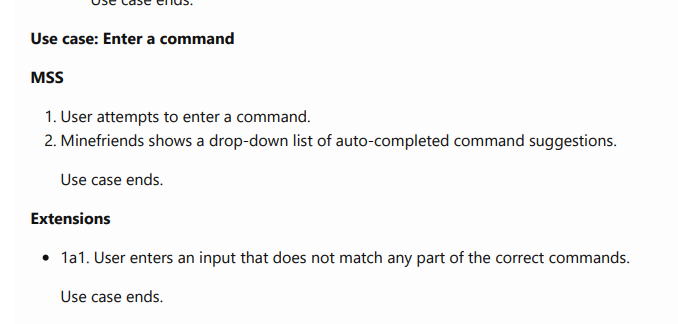 Use case ends.
Use case: Enter a command
MSS
1. User attempts to enter a command.
2. Minefriends shows a drop-down list of auto-completed command suggestions.
Use case ends.
Extensions
• 1a1. User enters an input that does not match any part of the correct commands.
Use case ends.